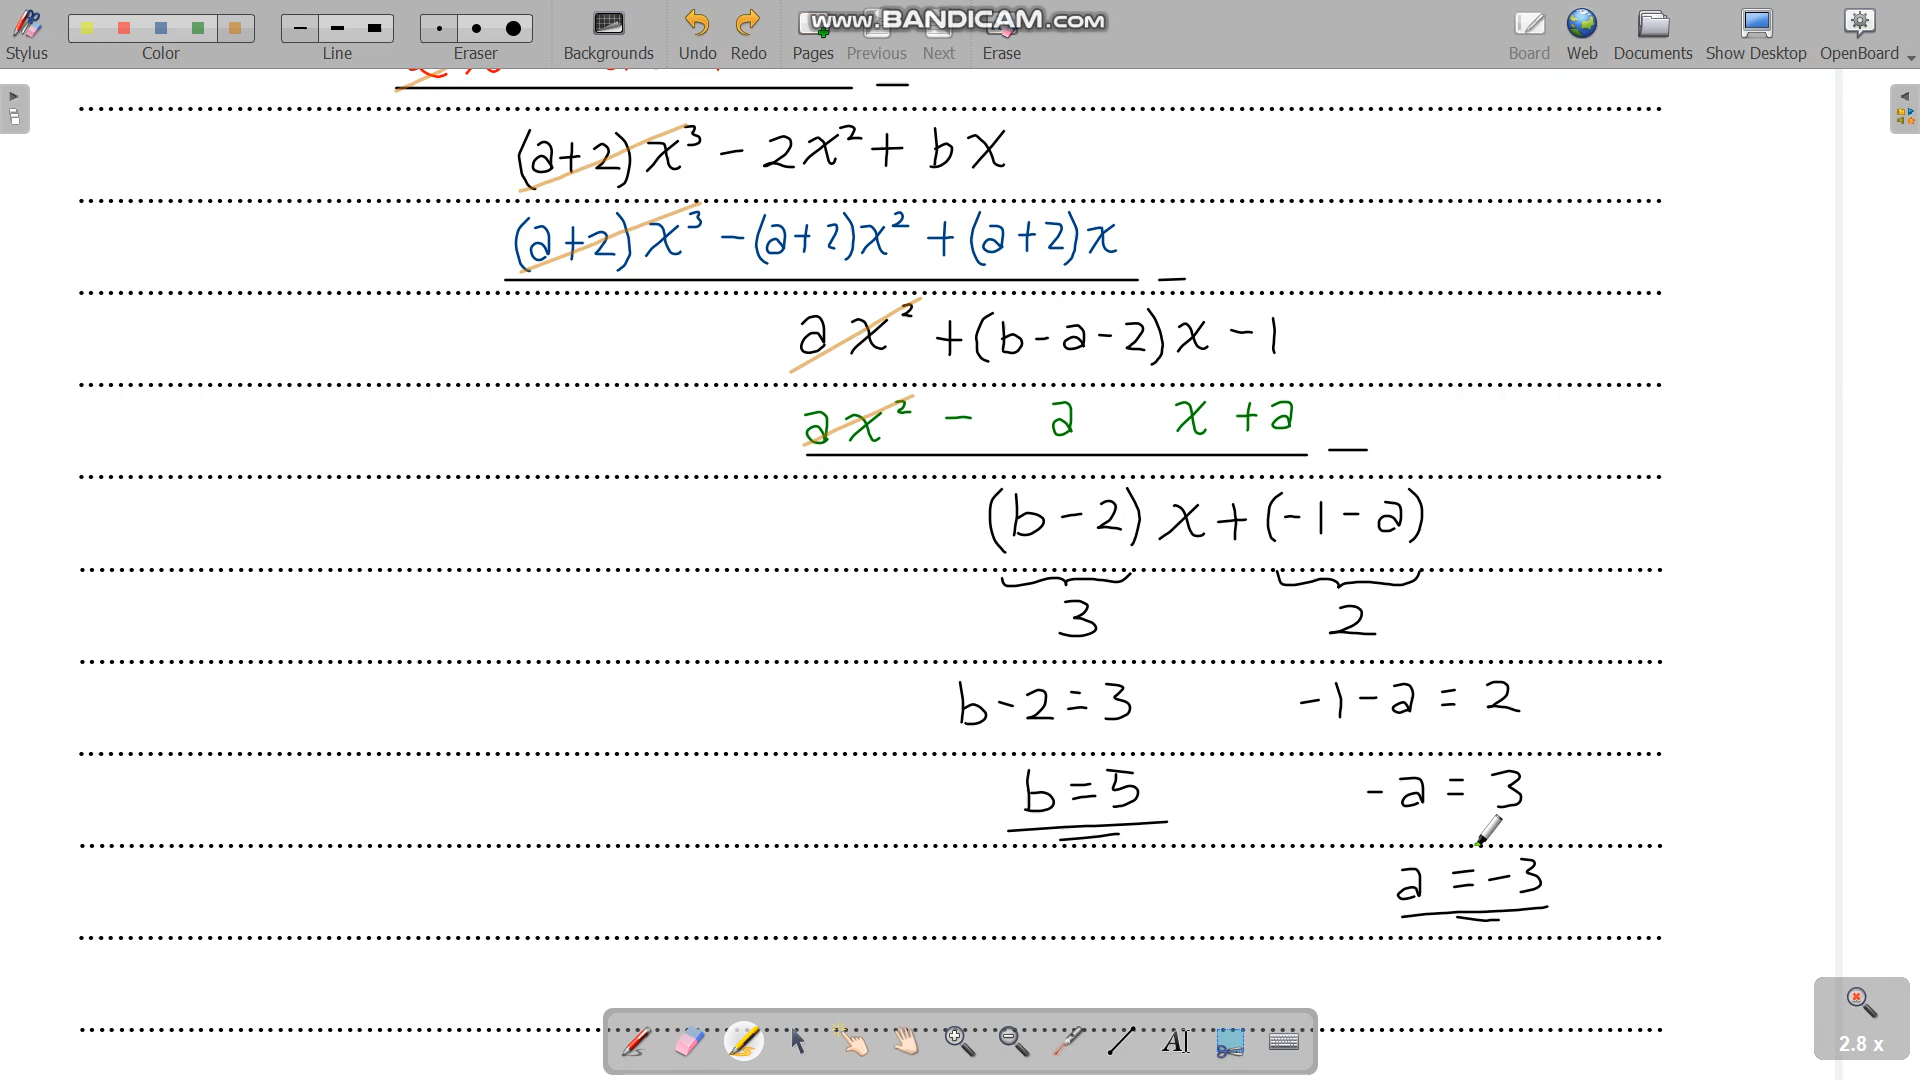 www.BANDICAM.com
Stylus Color Line Eraser Backgrounds Undo Redo Pages Previous Next Erase Board Web Documents Show Desktop OpenBoard
(a+2)x³ - 2x² + bx
(a+2)x³ - (a+2)x² + (a+2)x
ax² + (b-a-2)x - 1
ax² - a x + a
(b-2)x + (-1-a)
3 2
b-2=3 -1-a=2
b=5 -a=3
a=-3
2.8 x